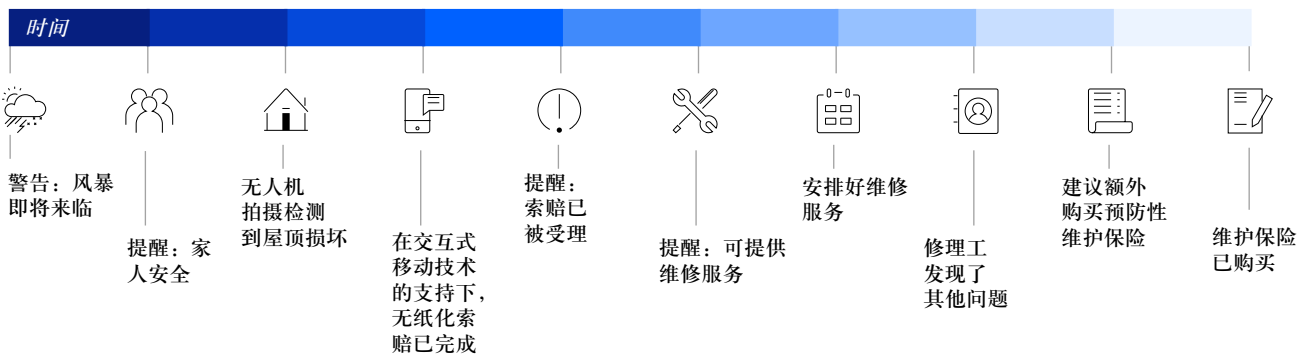 时间
警告：风暴
即将来临
提醒：家
人安全
无人机
拍摄检测
到屋顶损坏
在交互式
移动技术
的支持下，
无纸化索
赔已完成
提醒：
索赔已
被受理
提醒：可提供
维修服务
安排好维修
服务
修理工
发现了
其他问题
建议额外
购买预防性
维护保险
维护保险
已购买